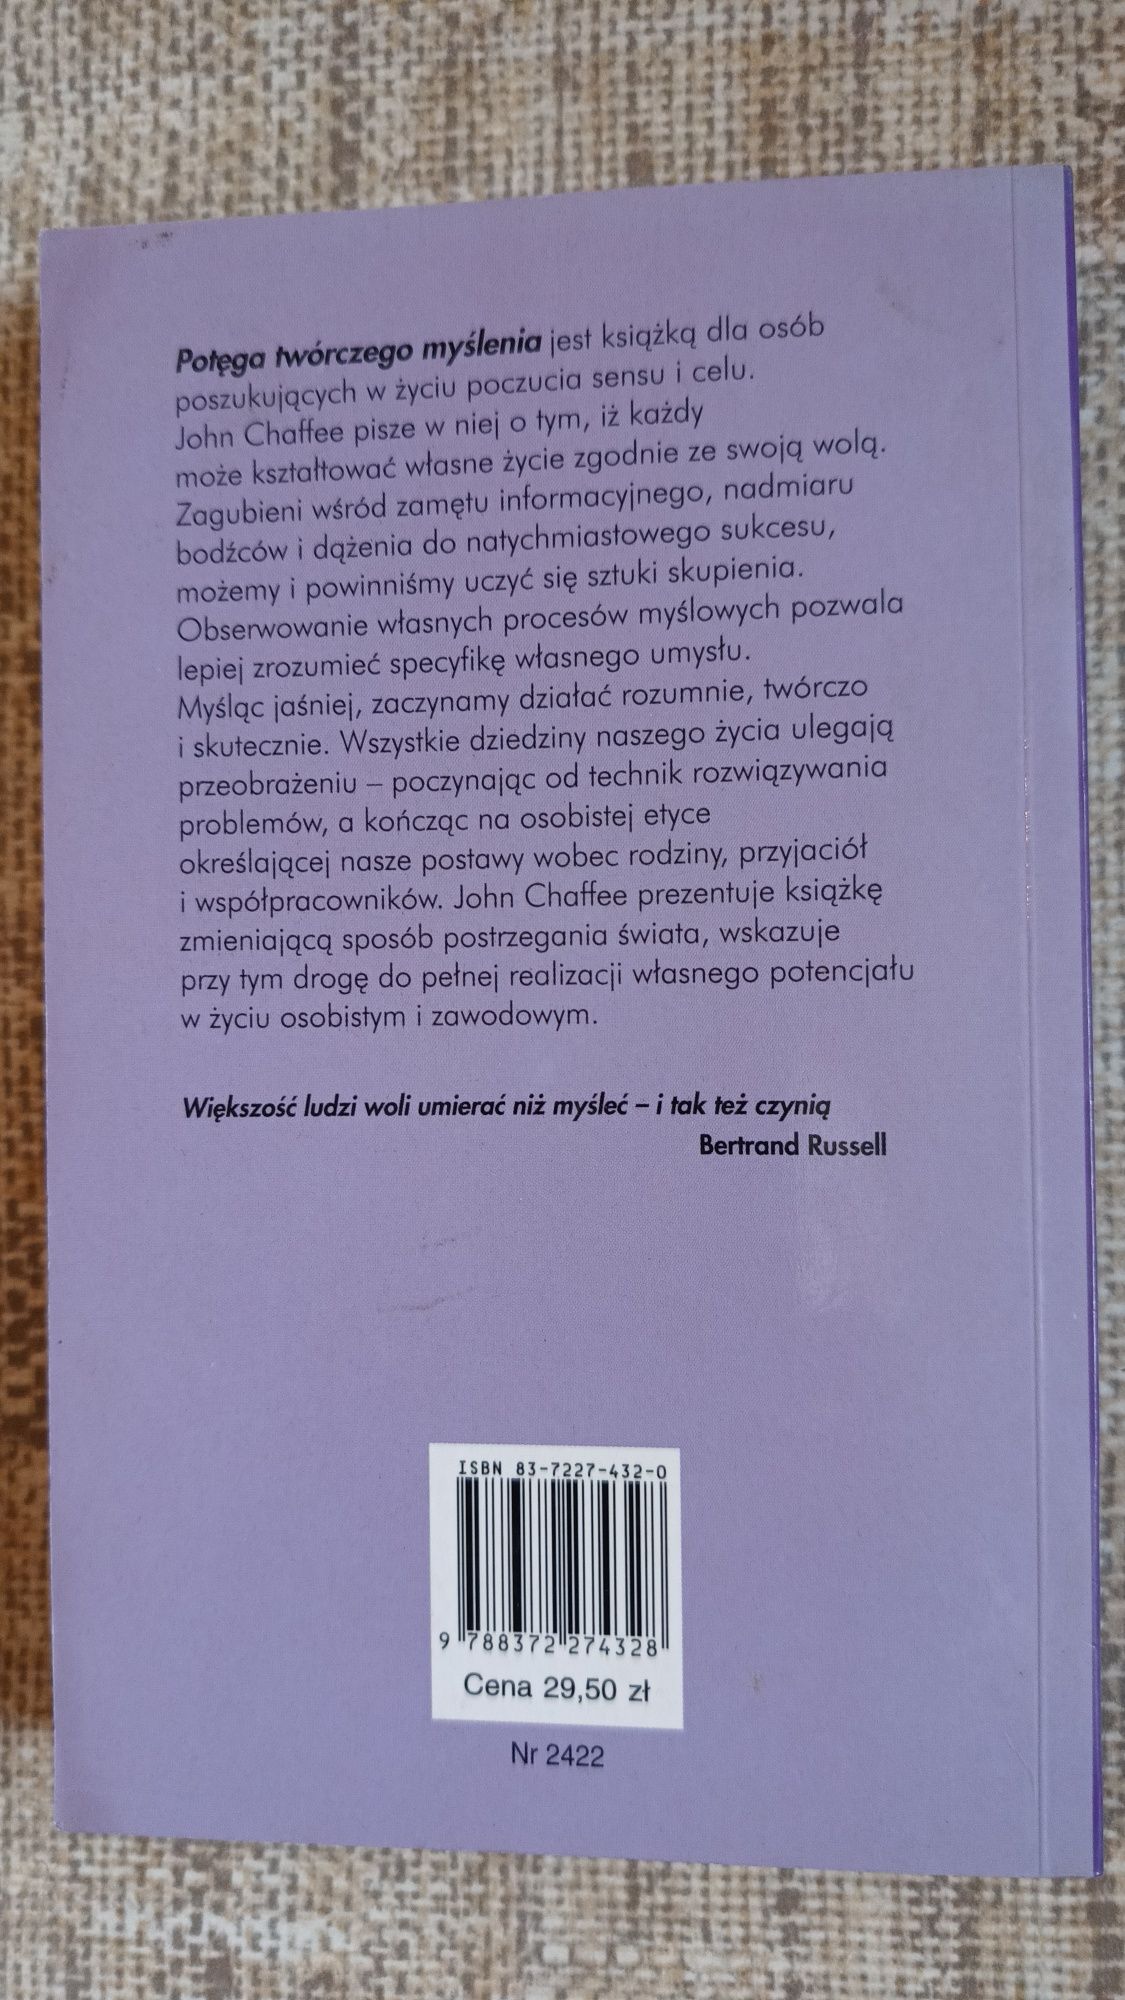 Potęga twórczego myślenia jest książką dla osób
poszukujących w życiu poczucia sensu i celu.
John Chaffee pisze w niej o tym, iż każdy
może kształtować własne życie zgodnie ze swoją wolą.
Zagubieni wśród zamętu informacyjnego, nadmiaru
bodźców i dążenia do natychmiastowego sukcesu,
możemy i powinniśmy uczyć się sztuki skupienia.
Obserwowanie własnych procesów myślowych pozwala
lepiej zrozumieć specyfikę własnego umysłu.
Myśląc jaśniej, zaczynamy działać rozumnie, twórczo
i skutecznie. Wszystkie dziedziny naszego życia ulegają
przeobrażeniu – poczynając od technik rozwiązywania
problemów, a kończąc na osobistej etyce
określającej nasze postawy wobec rodziny, przyjaciół
i współpracowników. John Chaffee prezentuje książkę
zmieniającą sposób postrzegania świata, wskazuje
przy tym drogę do pełnej realizacji własnego potencjału
w życiu osobistym i zawodowym.
Większość ludzi woli umierać niż myśleć – i tak też czynią
Bertrand Russell
ISBN 83-7227-432-0
9 788372 274328
Cena 29,50 zł
Nr 2422